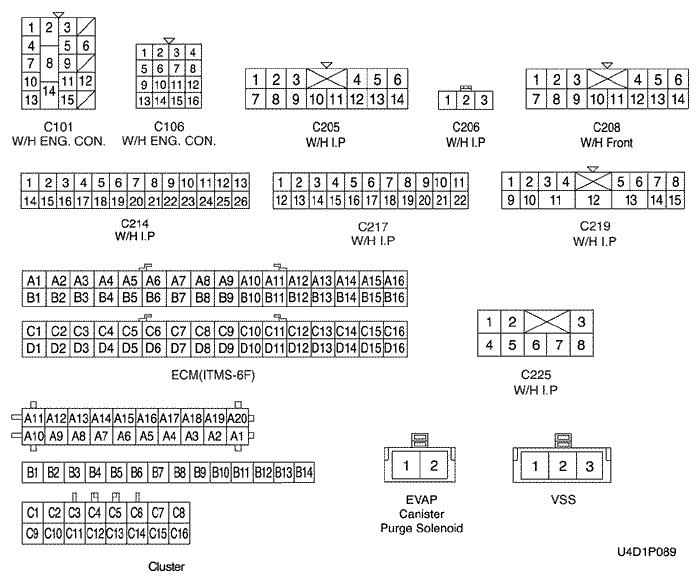 1 2 3
4 5 6
7 8 9
10 11 12
14
13 15
C101
W/H ENG. CON.
1 2 3 4
5 6 7 8
9 10 11 12
13 14 15 16
C106
W/H ENG. CON.
1 2 3 4 5 6
7 8 9 10 11 12 13 14
C205
W/H I.P
1 2 3
C206
W/H I.P
1 2 3 4 5 6
7 8 9 10 11 12 13 14
C208
W/H Front
1 2 3 4 5 6 7 8 9 10 11 12 13
14 15 16 17 18 19 20 21 22 23 24 25 26
C214
W/H I.P
1 2 3 4 5 6 7 8 9 10 11
12 13 14 15 16 17 18 19 20 21 22
C217
W/H I.P
1 2 3 4 5 6 7 8
9 10 11 12 13 14 15
C219
W/H I.P
A1 A2 A3 A4 A5 A6 A7 A8 A9 A10 A11 A12 A13 A14 A15 A16
B1 B2 B3 B4 B5 B6 B7 B8 B9 B10 B11 B12 B13 B14 B15 B16
C1 C2 C3 C4 C5 C6 C7 C8 C9 C10 C11 C12 C13 C14 C15 C16
D1 D2 D3 D4 D5 D6 D7 D8 D9 D10 D11 D12 D13 D14 D15 D16
ECM(ITMS-6F)
1 2 3
4 5 6 7 8
C225
W/H I.P
A11 A12 A13 A14 A15 A16 A17 A18 A19 A20
A10 A9 A8 A7 A6 A5 A4 A3 A2 A1
B1 B2 B3 B4 B5 B6 B7 B8 B9 B10 B11 B12 B13 B14
C1 C2 C3 C4 C5 C6 C7 C8
C9 C10 C11 C12 C13 C14 C15 C16
Cluster
1 2
EVAP
Canister
Purge Solenoid
1 2 3
VSS
U4D1P089